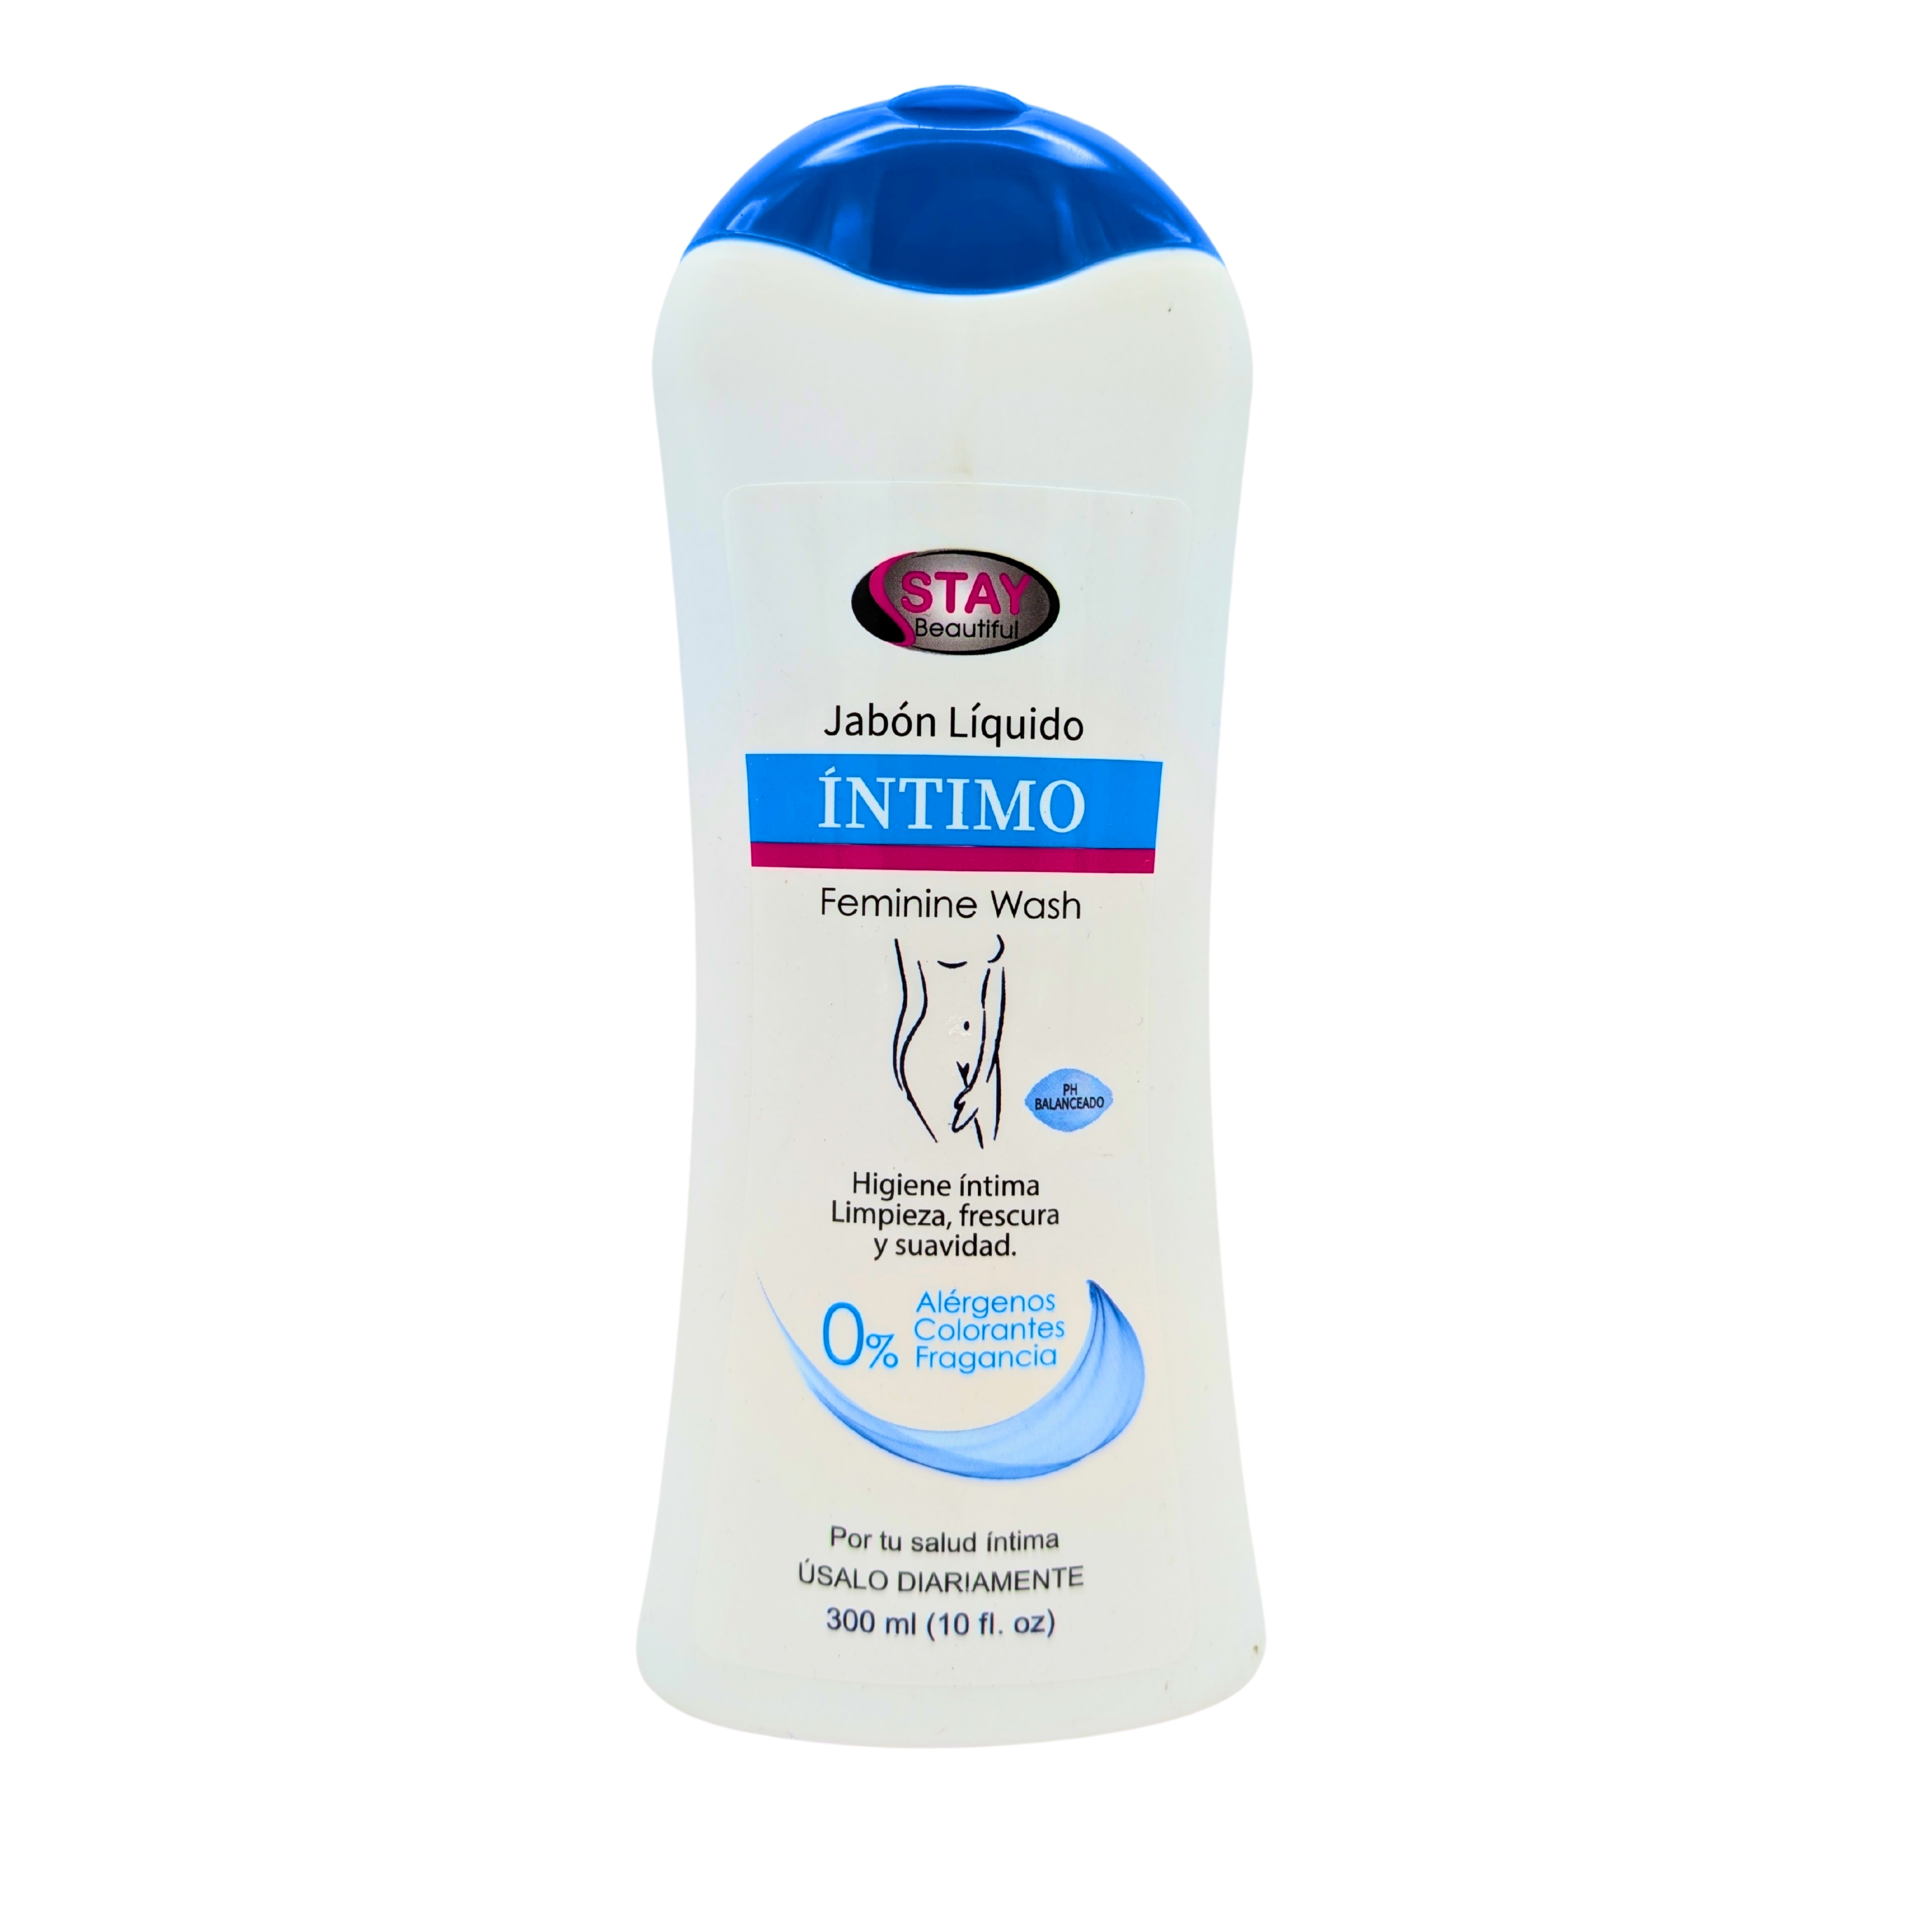 STAY
Beautiful
Jabón Líquido
ÍNTIMO
Feminine Wash
PH
BALANCEADO
Higiene íntima
Limpieza, frescura
y suavidad.
0% Alérgenos
Colorantes
Fragancia
Por tu salud íntima
ÚSALO DIARIAMENTE
300 ml (10 fl. oz)